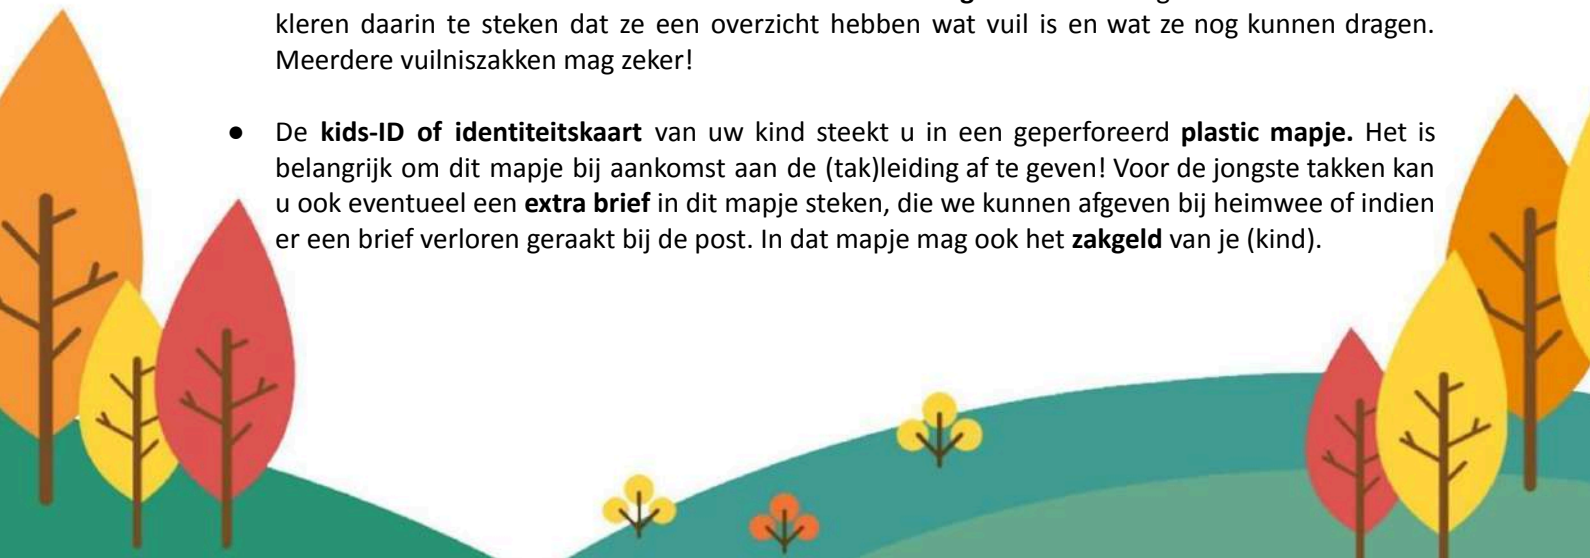 kleren daarin te steken dat ze een overzicht hebben wat vuil is en wat ze nog kunnen dragen.
Meerdere vuilniszakken mag zeker!
● De kids-ID of identiteitskaart van uw kind steekt u in een geperforeerd plastic mapje. Het is
belangrijk om dit mapje bij aankomst aan de (tak)leiding af te geven! Voor de jongste takken kan
u ook eventueel een extra brief in dit mapje steken, die we kunnen afgeven bij heimwee of indien
er een brief verloren geraakt bij de post. In dat mapje mag ook het zakgeld van je (kind).